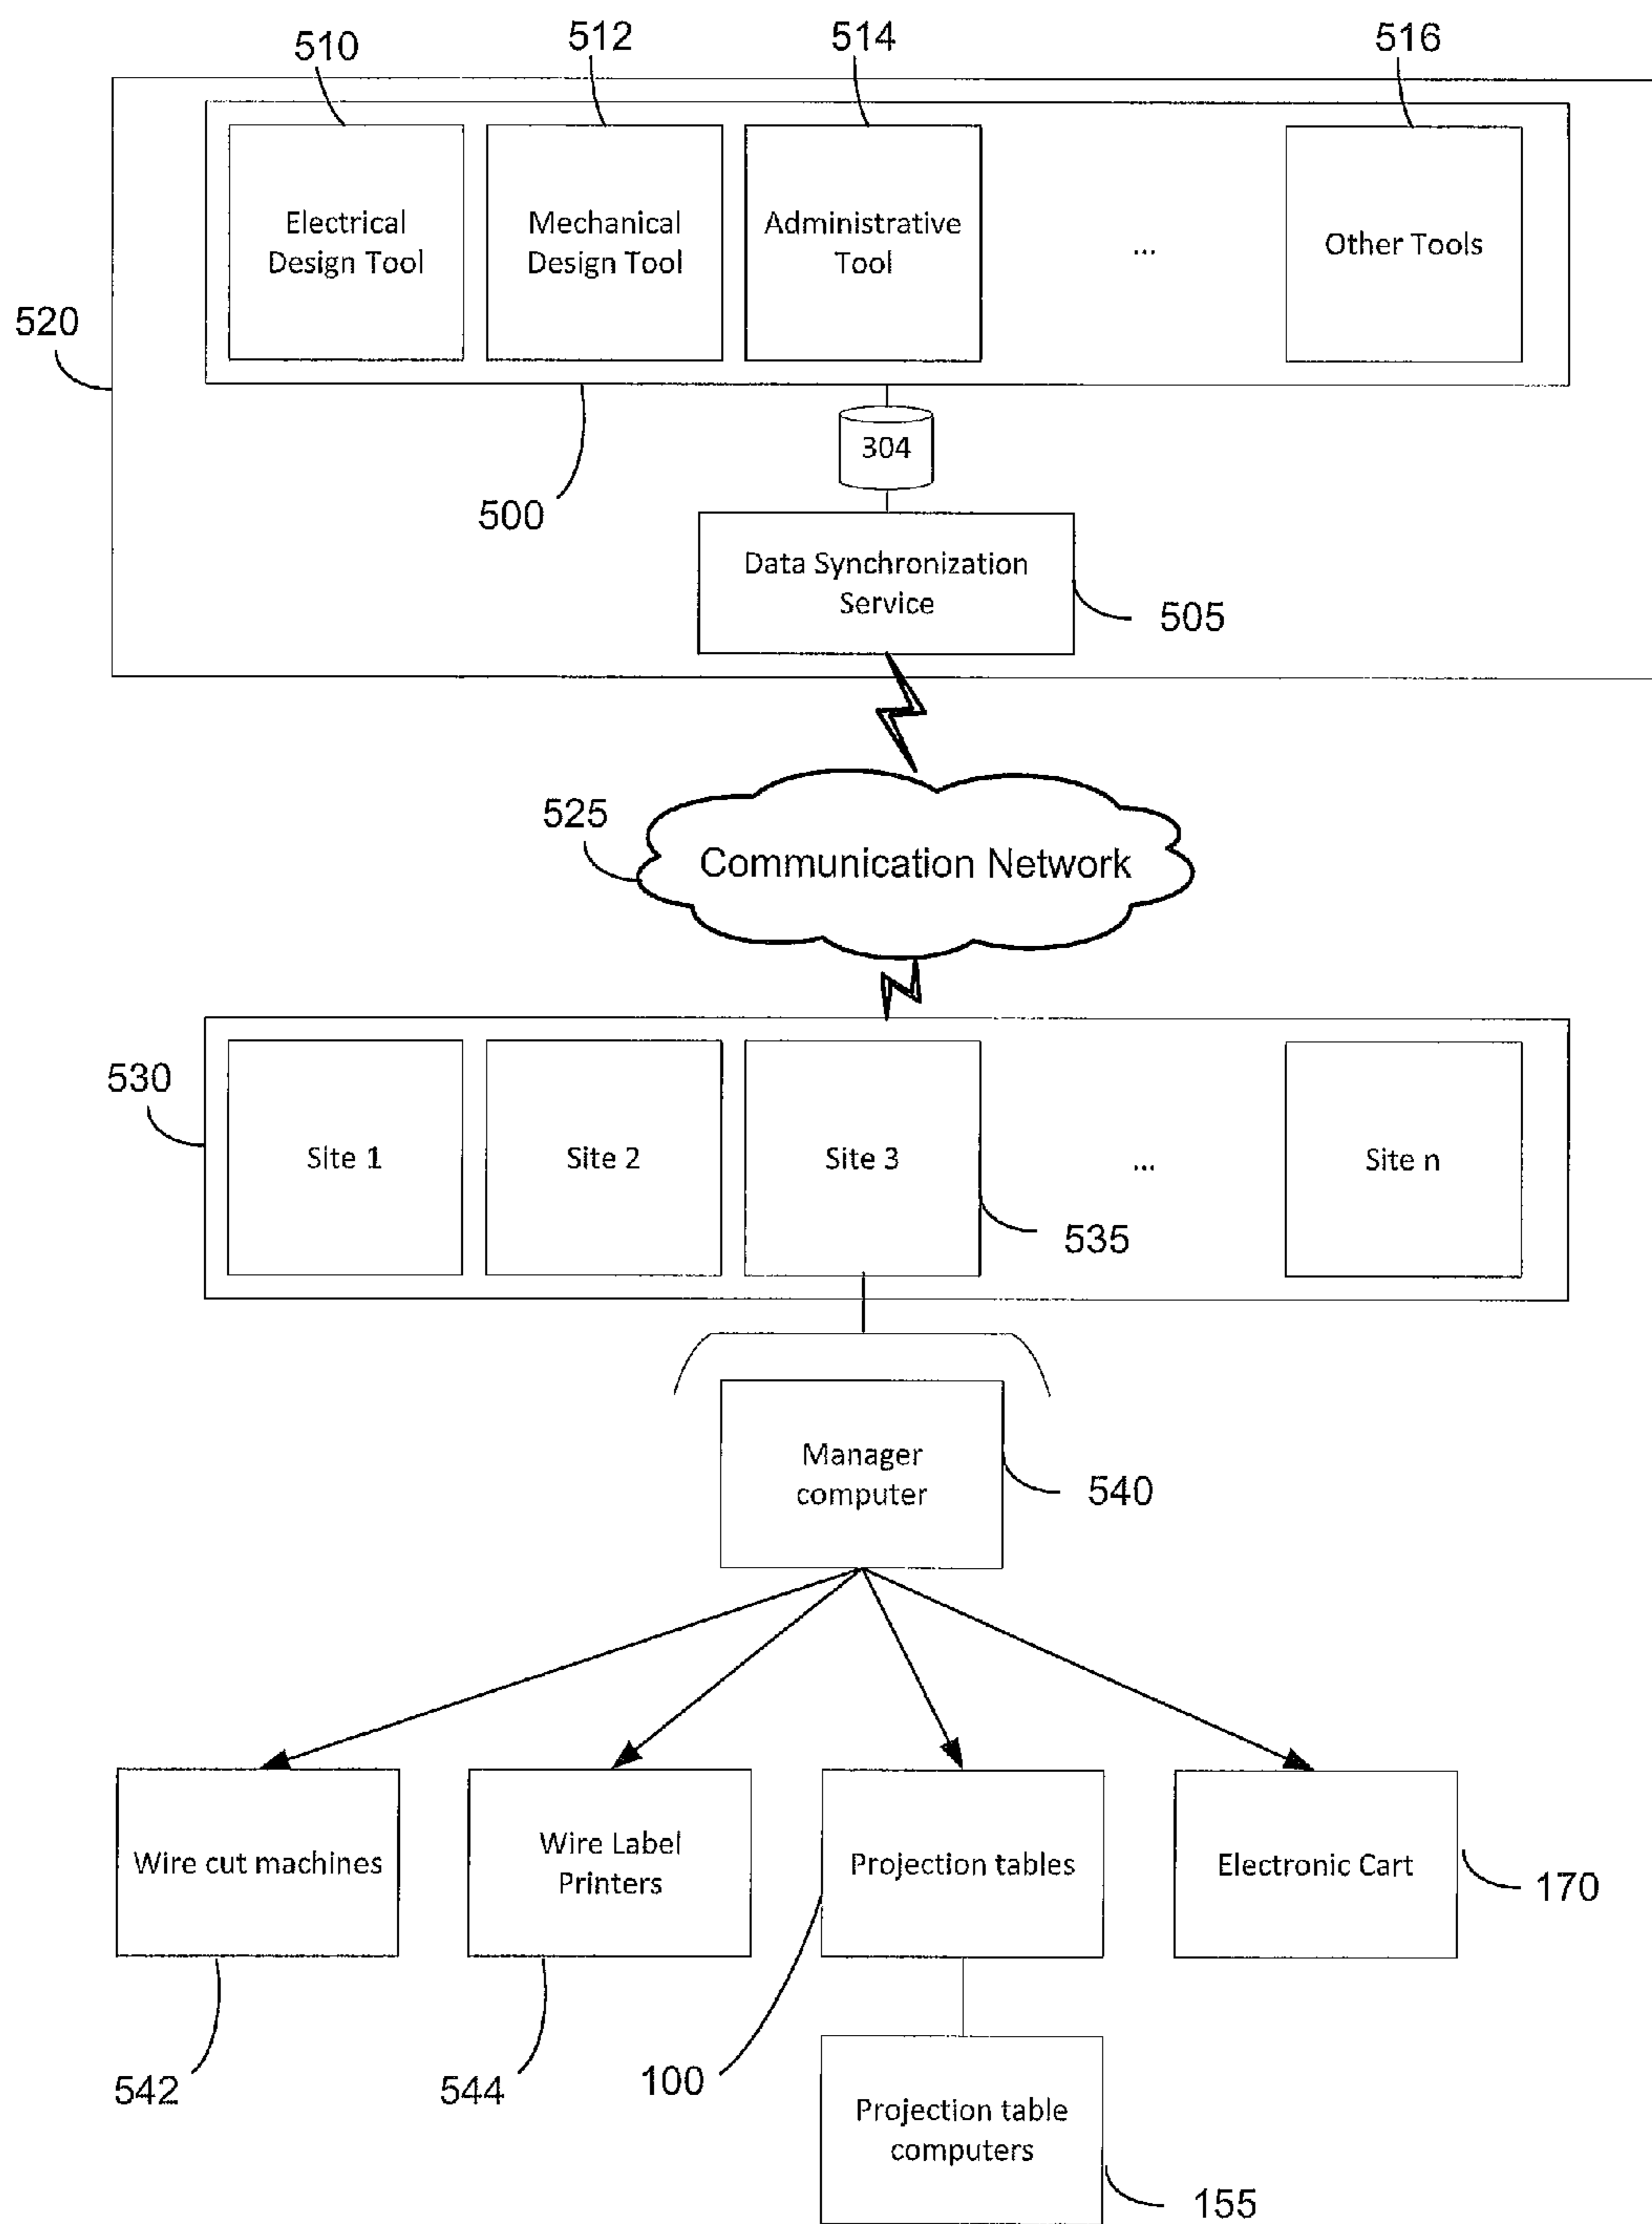 510
512
514
516
Electrical
Design Tool
Mechanical
Design Tool
Administrative
Tool
...
Other Tools
520
304
500
Data Synchronization
Service
505
525
Communication Network
530
Site 1
Site 2
Site 3
...
Site n
535
Manager
computer
540
Wire cut machines
Wire Label
Printers
Projection tables
Electronic Cart
170
542
544
100
Projection table
computers
155